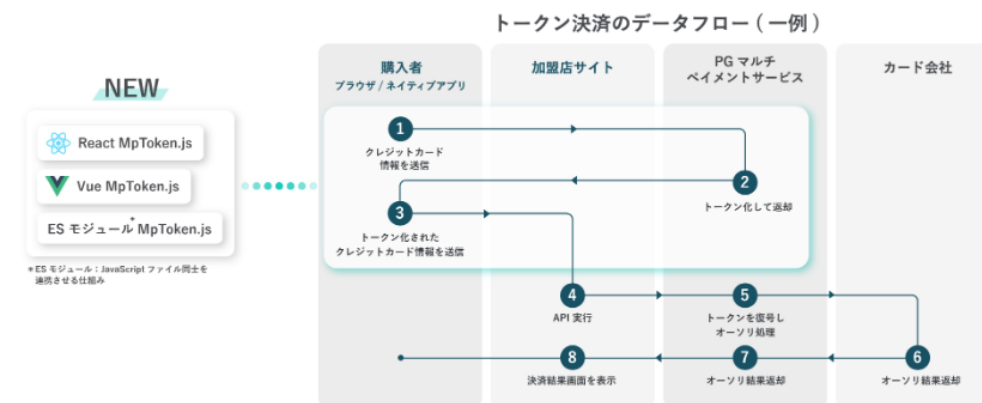 トークン決済のデータフロー ( 一例 )
購入者
ブラウザ / ネイティブアプリ
加盟店サイト
PG マルチ
ペイメントサービス
カード会社
NEW
React MpToken.js
Vue MpToken.js
ES モジュール* MpToken.js
*ES モジュール：JavaScript ファイル同士を
連携させる仕組み
1
クレジットカード
情報を送信
2
トークン化して返却
3
トークン化された
クレジットカード情報を送信
4
API 実行
5
トークンを復号し
オーソリ処理
6
オーソリ結果返却
7
オーソリ結果返却
8
決済結果画面を表示